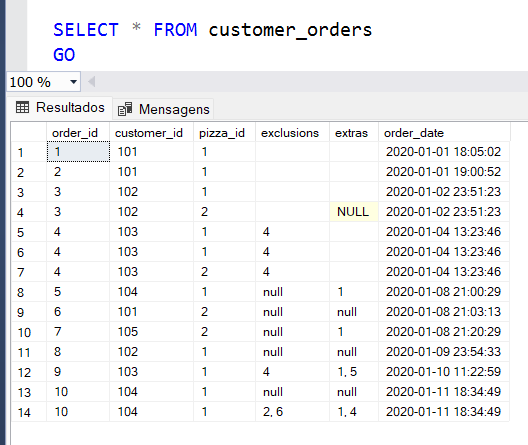 SELECT * FROM customer_orders
GO
100 %
Resultados Mensagens
order_id customer_id pizza_id exclusions extras order_date
1 1 101 1 2020-01-01 18:05:02
2 2 101 1 2020-01-01 19:00:52
3 3 102 1 2020-01-02 23:51:23
4 3 102 2 NULL 2020-01-02 23:51:23
5 4 103 1 4 2020-01-04 13:23:46
6 4 103 1 4 2020-01-04 13:23:46
7 4 103 2 4 2020-01-04 13:23:46
8 5 104 1 null 1 2020-01-08 21:00:29
9 6 101 2 null null 2020-01-08 21:03:13
10 7 105 2 null 1 2020-01-08 21:20:29
11 8 102 1 null null 2020-01-09 23:54:33
12 9 103 1 4 1, 5 2020-01-10 11:22:59
13 10 104 1 null null 2020-01-11 18:34:49
14 10 104 1 2, 6 1, 4 2020-01-11 18:34:49